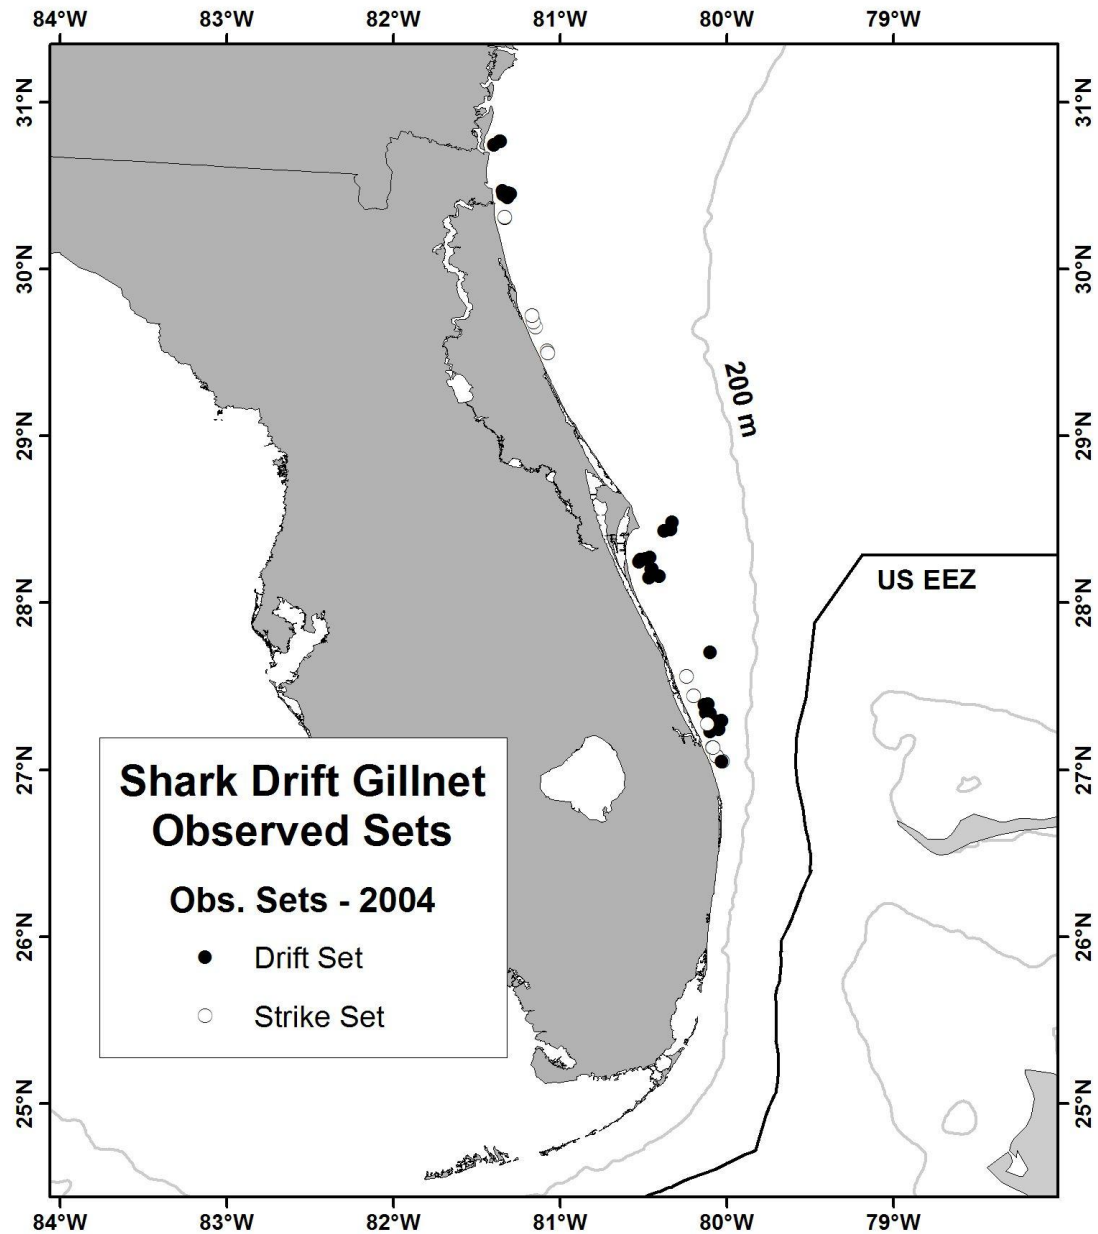 84°W 83°W 82°W 81°W 80°W 79°W
31°N 31°N
30°N 30°N
200 m
29°N 29°N
US EEZ
28°N 28°N
27°N 27°N
Shark Drift Gillnet
Observed Sets
Obs. Sets - 2004
Drift Set
Strike Set
26°N 26°N
25°N 25°N
84°W 83°W 82°W 81°W 80°W 79°W